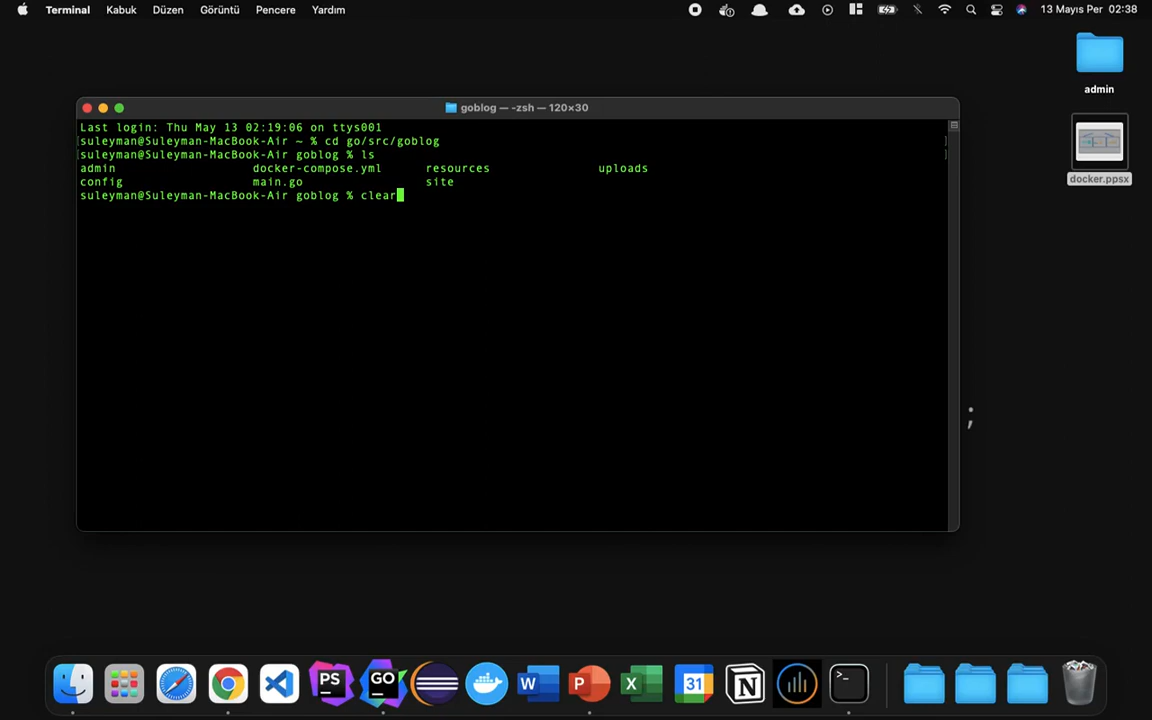 Terminal Kabuk Düzen Görüntü Pencere Yardım 13 Mayıs Per 02:38
admin
docker.ppsx
goblog — -zsh — 120×30
Last login: Thu May 13 02:19:06 on ttys001
[suleyman@Suleyman-MacBook-Air ~ % cd go/src/goblog ]
[suleyman@Suleyman-MacBook-Air goblog % ls ]
admin docker-compose.yml resources uploads
config main.go site
suleyman@Suleyman-MacBook-Air goblog % clear
;
PS GO W P X 31 N >_